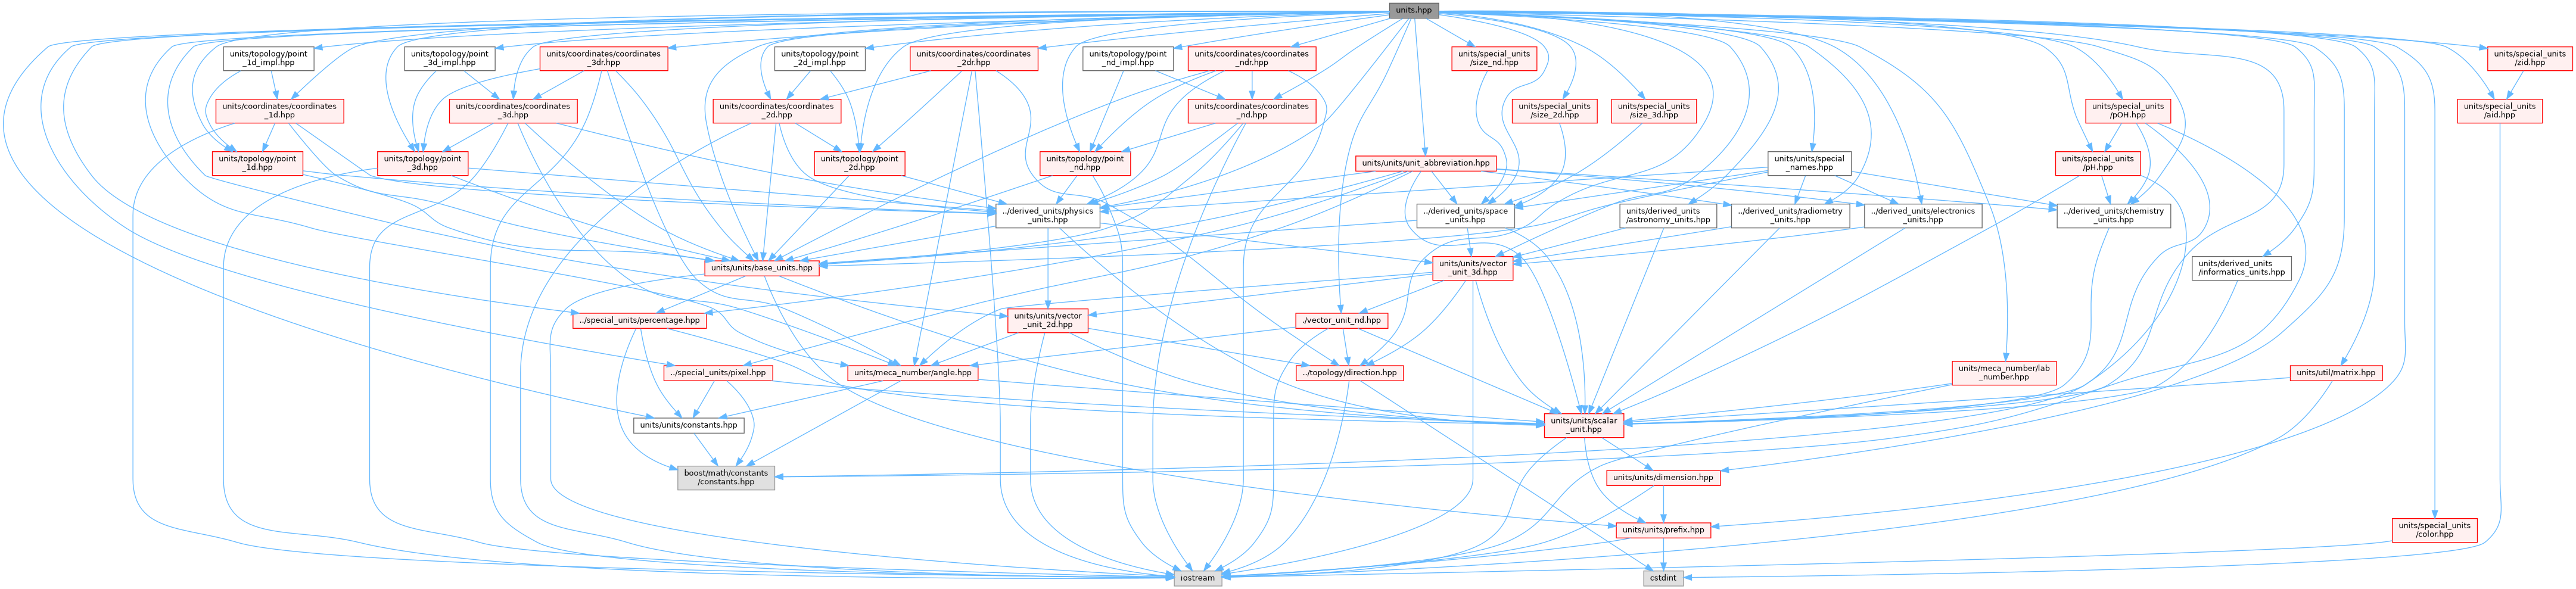 units.hpp
units/topology/point
_1d_impl.hpp
units/topology/point
_3d_impl.hpp
units/coordinates/coordinates
_3dr.hpp
units/topology/point
_2d_impl.hpp
units/coordinates/coordinates
_2dr.hpp
units/topology/point
_nd_impl.hpp
units/coordinates/coordinates
_ndr.hpp
units/special_units
/size_nd.hpp
units/special_units
/zid.hpp
units/coordinates/coordinates
_1d.hpp
units/coordinates/coordinates
_3d.hpp
units/coordinates/coordinates
_2d.hpp
units/coordinates/coordinates
_nd.hpp
units/special_units
/size_2d.hpp
units/special_units
/size_3d.hpp
units/special_units
/pOH.hpp
units/special_units
/aid.hpp
units/topology/point
_1d.hpp
units/topology/point
_3d.hpp
units/topology/point
_2d.hpp
units/topology/point
_nd.hpp
units/units/unit_abbreviation.hpp
units/units/special
_names.hpp
units/special_units
/pH.hpp
../derived_units/physics
_units.hpp
../derived_units/space
_units.hpp
units/derived_units
/astronomy_units.hpp
../derived_units/radiometry
_units.hpp
../derived_units/electronics
_units.hpp
../derived_units/chemistry
_units.hpp
units/units/base_units.hpp
units/units/vector
_unit_3d.hpp
units/derived_units
/informatics_units.hpp
../special_units/percentage.hpp
units/units/vector
_unit_2d.hpp
./vector_unit_nd.hpp
../special_units/pixel.hpp
units/meca_number/angle.hpp
../topology/direction.hpp
units/meca_number/lab
_number.hpp
units/util/matrix.hpp
units/units/constants.hpp
units/units/scalar
_unit.hpp
boost/math/constants
/constants.hpp
units/units/dimension.hpp
units/units/prefix.hpp
units/special_units
/color.hpp
iostream
cstdint